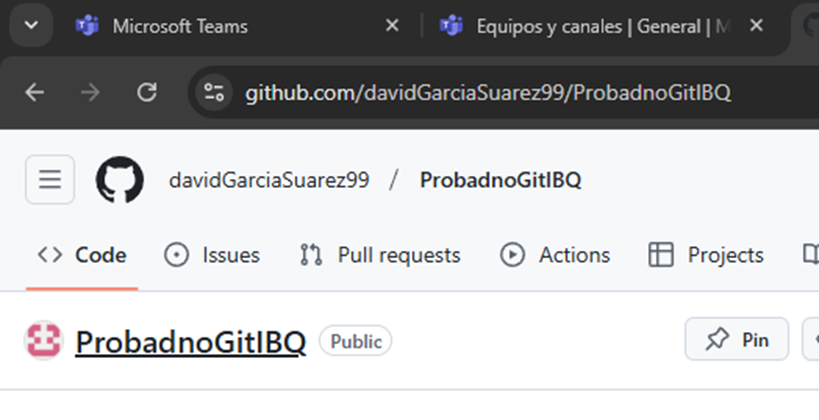 Microsoft Teams
Equipos y canales | General | M
github.com/davidGarciaSuarez99/ProbadnoGitIBQ
davidGarciaSuarez99 / ProbadnoGitIBQ
Code Issues Pull requests Actions Projects
ProbadnoGitIBQ Public Pin